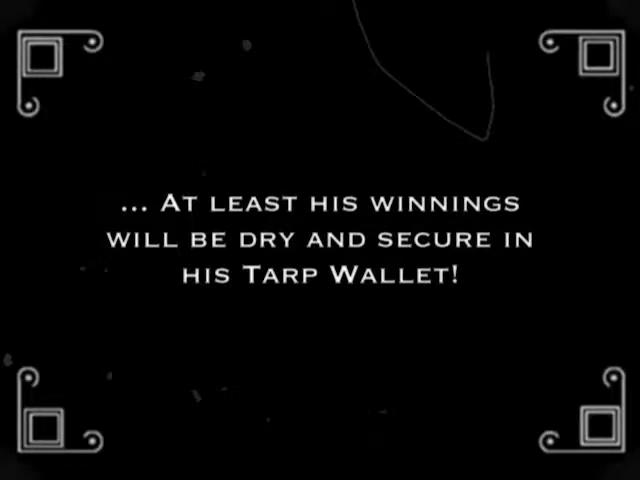 ... At least his winnings
will be dry and secure in
his Tarp Wallet!